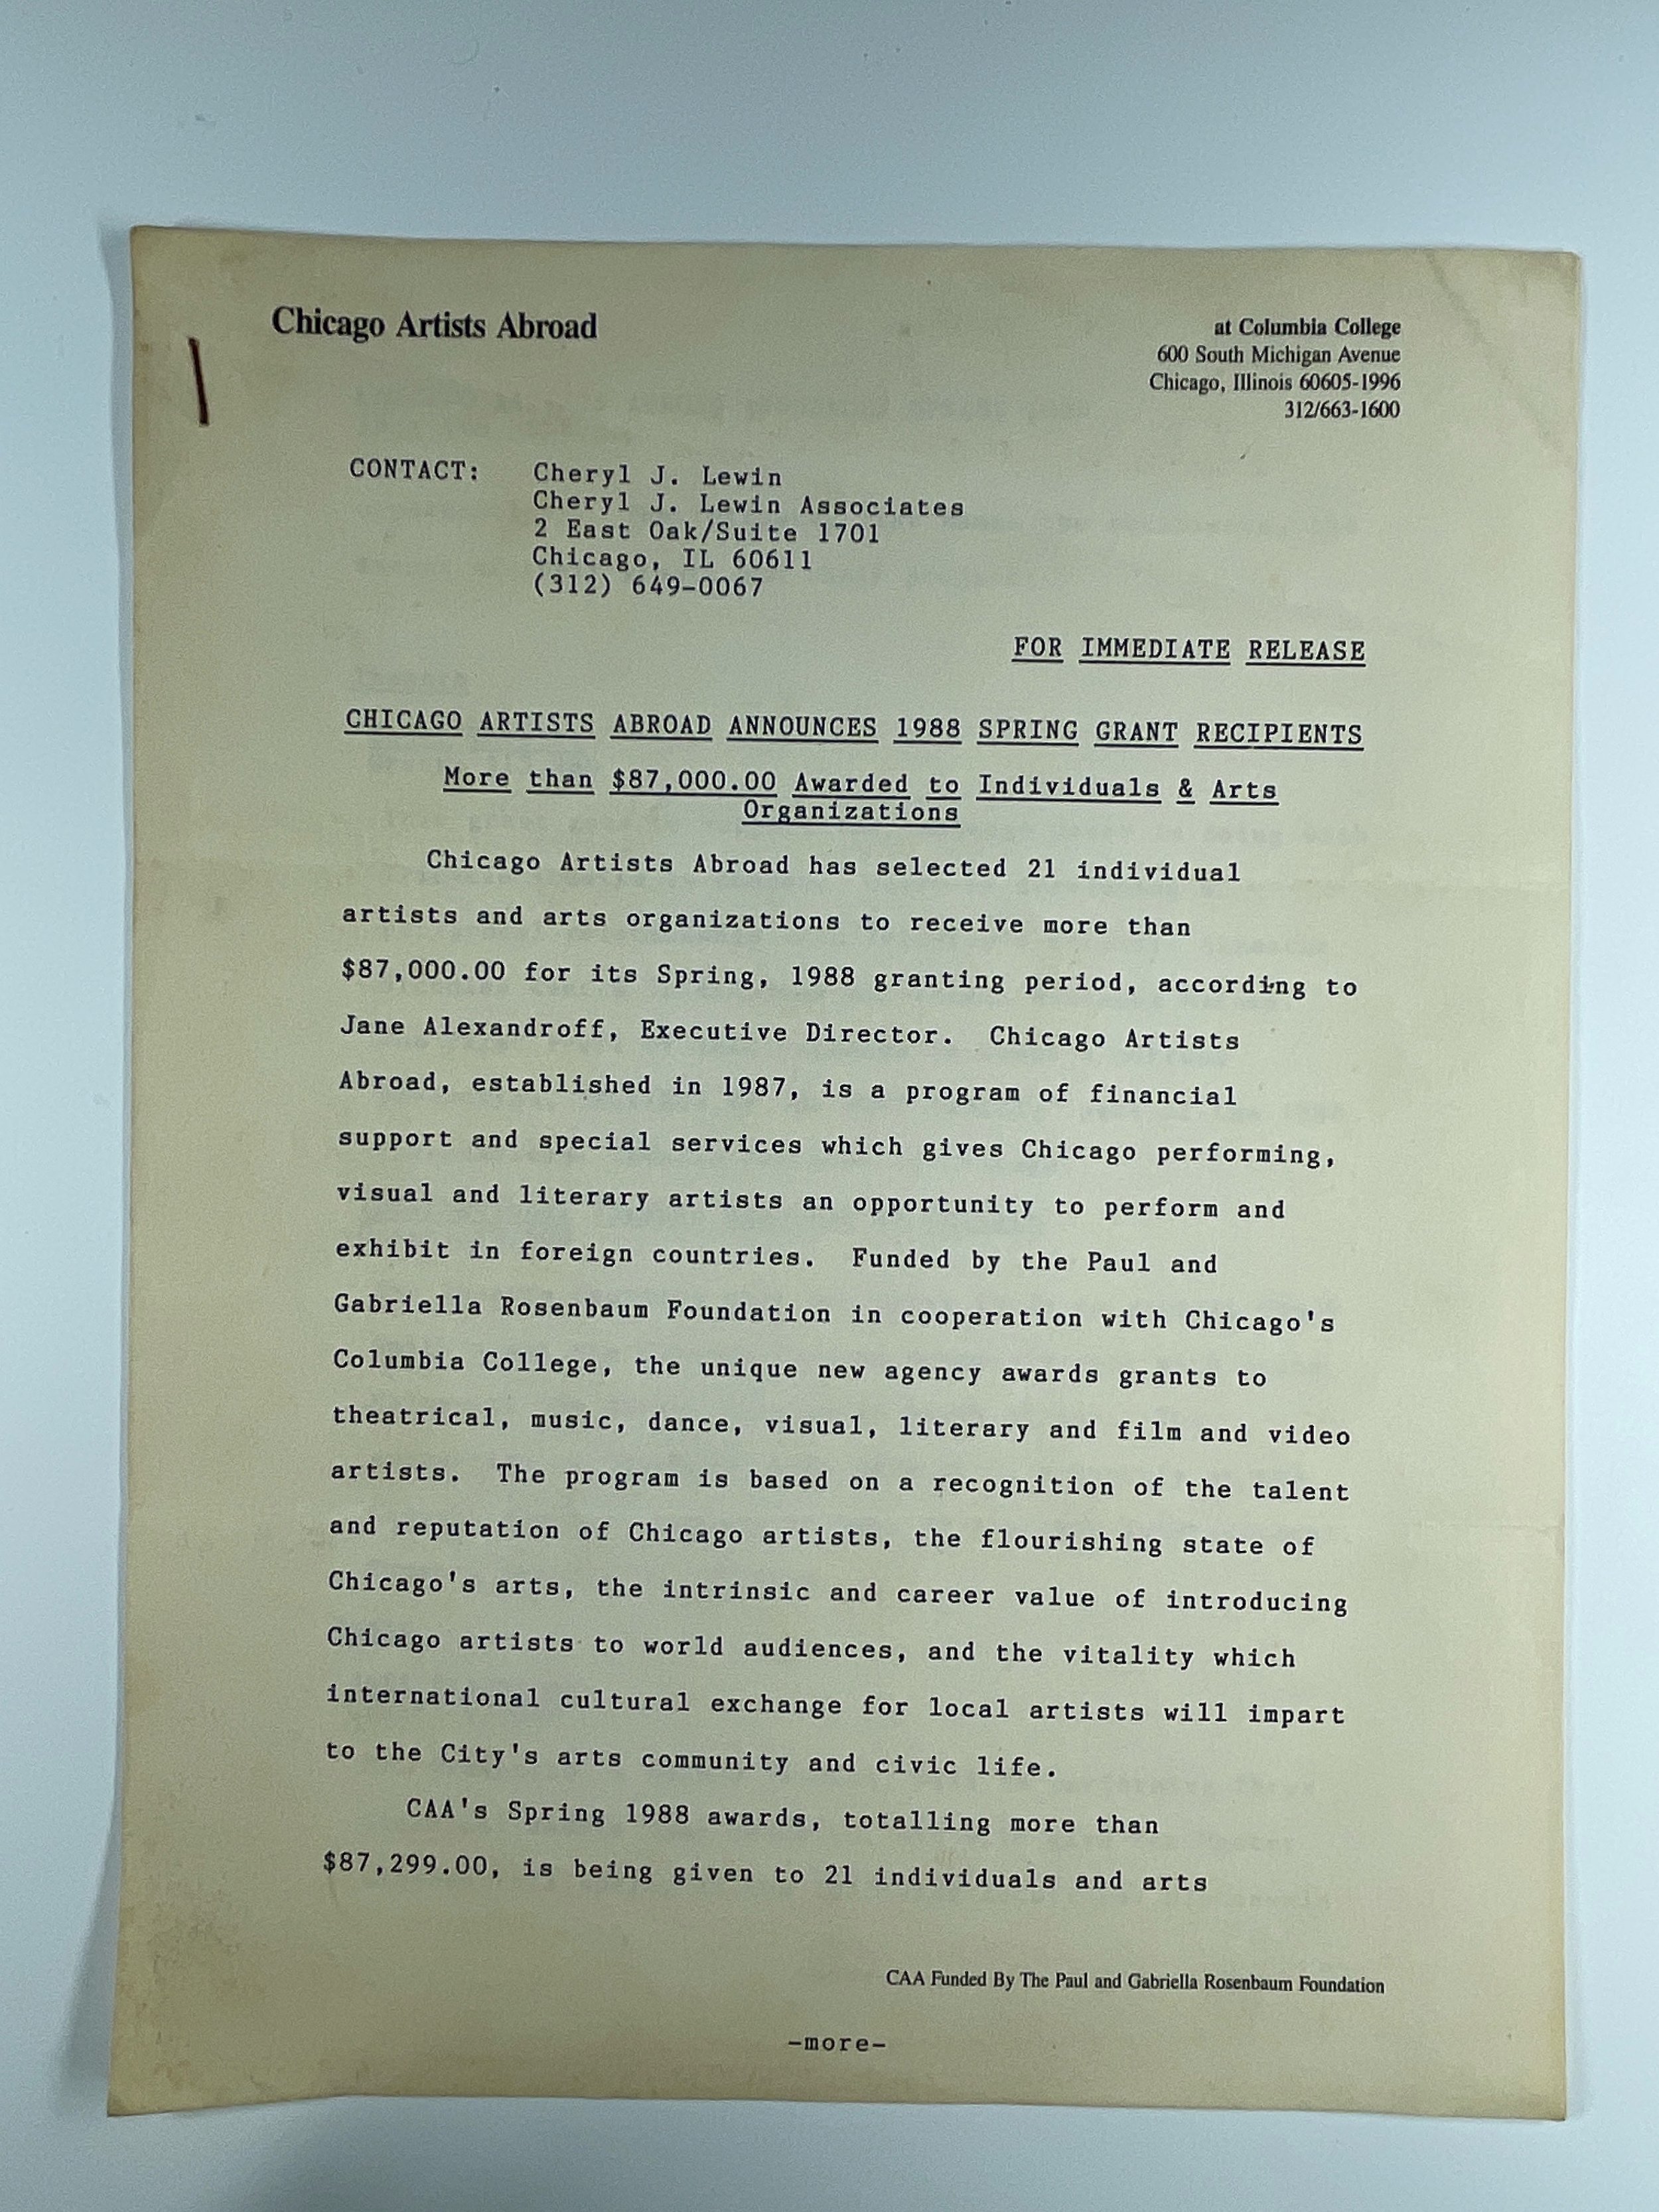 Chicago Artists Abroad
at Columbia College
600 South Michigan Avenue
Chicago, Illinois 60605-1996
312/663-1600
CONTACT: Cheryl J. Lewin
Cheryl J. Lewin Associates
2 East Oak/Suite 1701
Chicago, IL 60611
(312) 649-0067
FOR IMMEDIATE RELEASE
CHICAGO ARTISTS ABROAD ANNOUNCES 1988 SPRING GRANT RECIPIENTS
More than $87,000.00 Awarded to Individuals & Arts
Organizations
Chicago Artists Abroad has selected 21 individual
artists and arts organizations to receive more than
$87,000.00 for its Spring, 1988 granting period, according to
Jane Alexandroff, Executive Director. Chicago Artists
Abroad, established in 1987, is a program of financial
support and special services which gives Chicago performing,
visual and literary artists an opportunity to perform and
exhibit in foreign countries. Funded by the Paul and
Gabriella Rosenbaum Foundation in cooperation with Chicago's
Columbia College, the unique new agency awards grants to
theatrical, music, dance, visual, literary and film and video
artists. The program is based on a recognition of the talent
and reputation of Chicago artists, the flourishing state of
Chicago's arts, the intrinsic and career value of introducing
Chicago artists to world audiences, and the vitality which
international cultural exchange for local artists will impart
to the City's arts community and civic life.
CAA's Spring 1988 awards, totalling more than
$87,299.00, is being given to 21 individuals and arts
CAA Funded By The Paul and Gabriella Rosenbaum Foundation
-more-